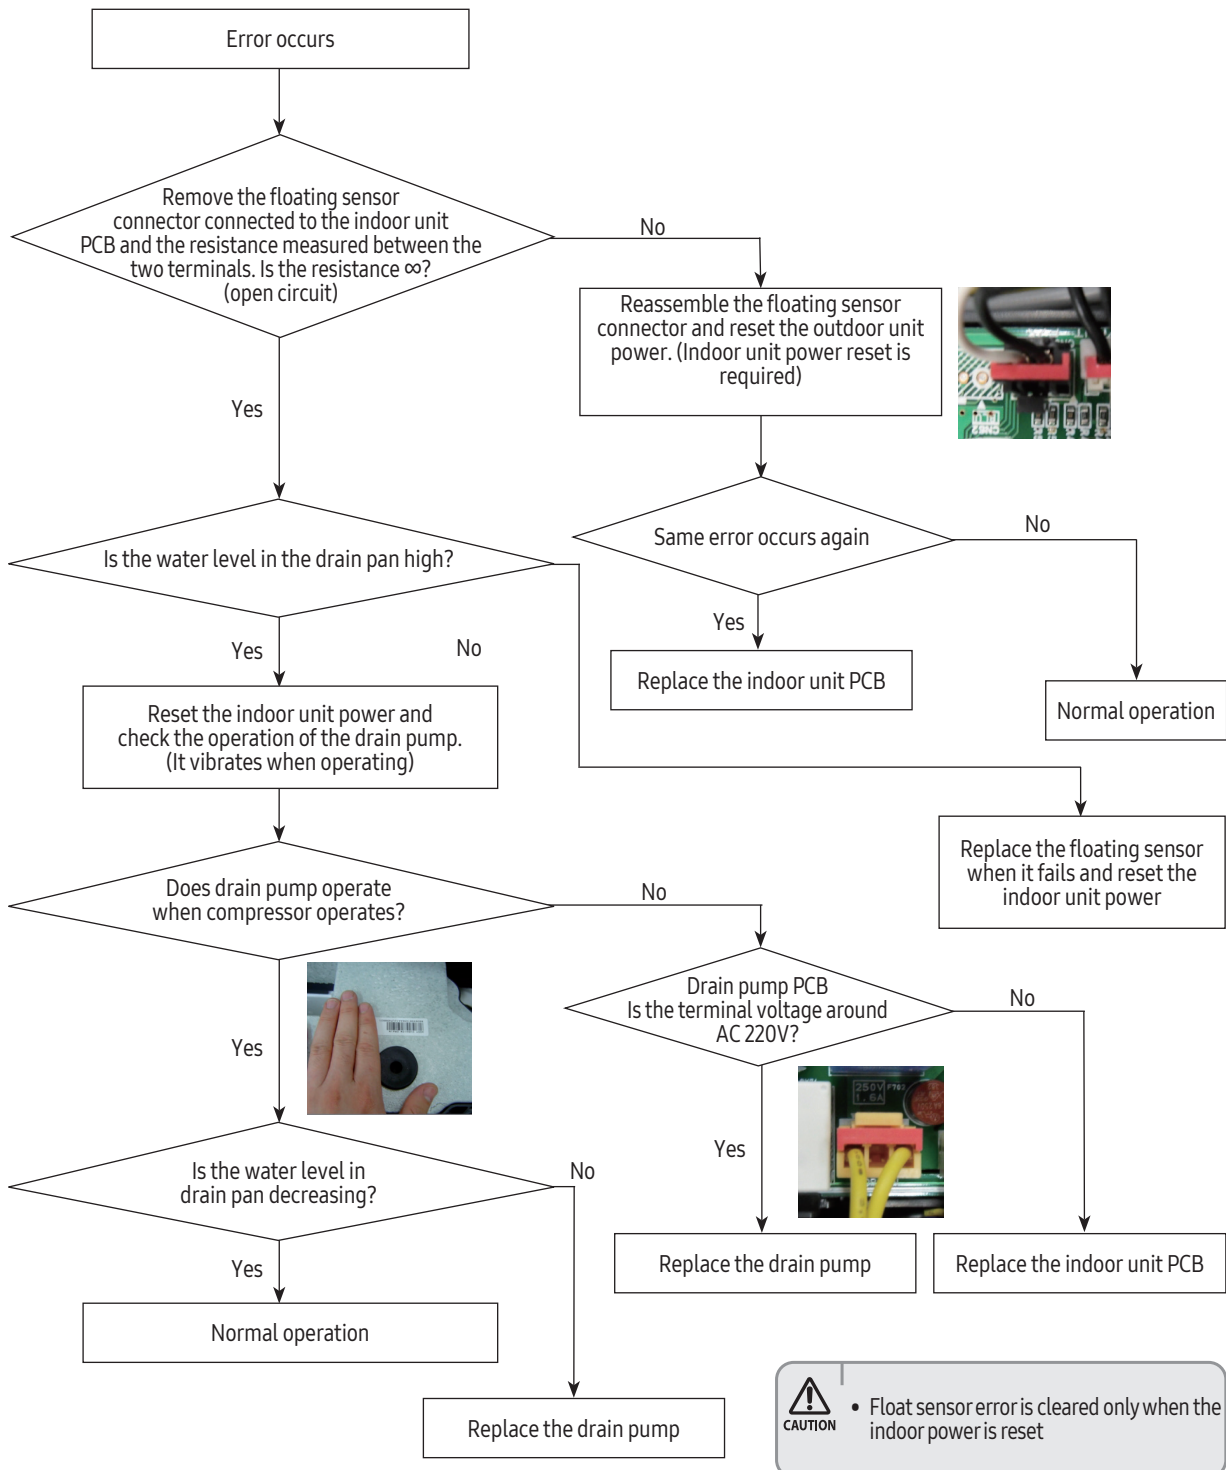 Error occurs
Remove the floating sensor
connector connected to the indoor unit
PCB and the resistance measured between the
two terminals. Is the resistance ∞?
(open circuit)
No
Reassemble the floating sensor
connector and reset the outdoor unit
power. (Indoor unit power reset is
required)
Yes
Same error occurs again
No
Is the water level in the drain pan high?
Yes
No
Yes
Replace the indoor unit PCB
Normal operation
Reset the indoor unit power and
check the operation of the drain pump.
(It vibrates when operating)
Replace the floating sensor
when it fails and reset the
indoor unit power
Does drain pump operate
when compressor operates?
No
Drain pump PCB
Is the terminal voltage around
AC 220V?
No
Yes
250V F702
1.6A
Yes
Is the water level in
drain pan decreasing?
No
Replace the drain pump
Replace the indoor unit PCB
Yes
Normal operation
Replace the drain pump
CAUTION
• Float sensor error is cleared only when the
indoor power is reset